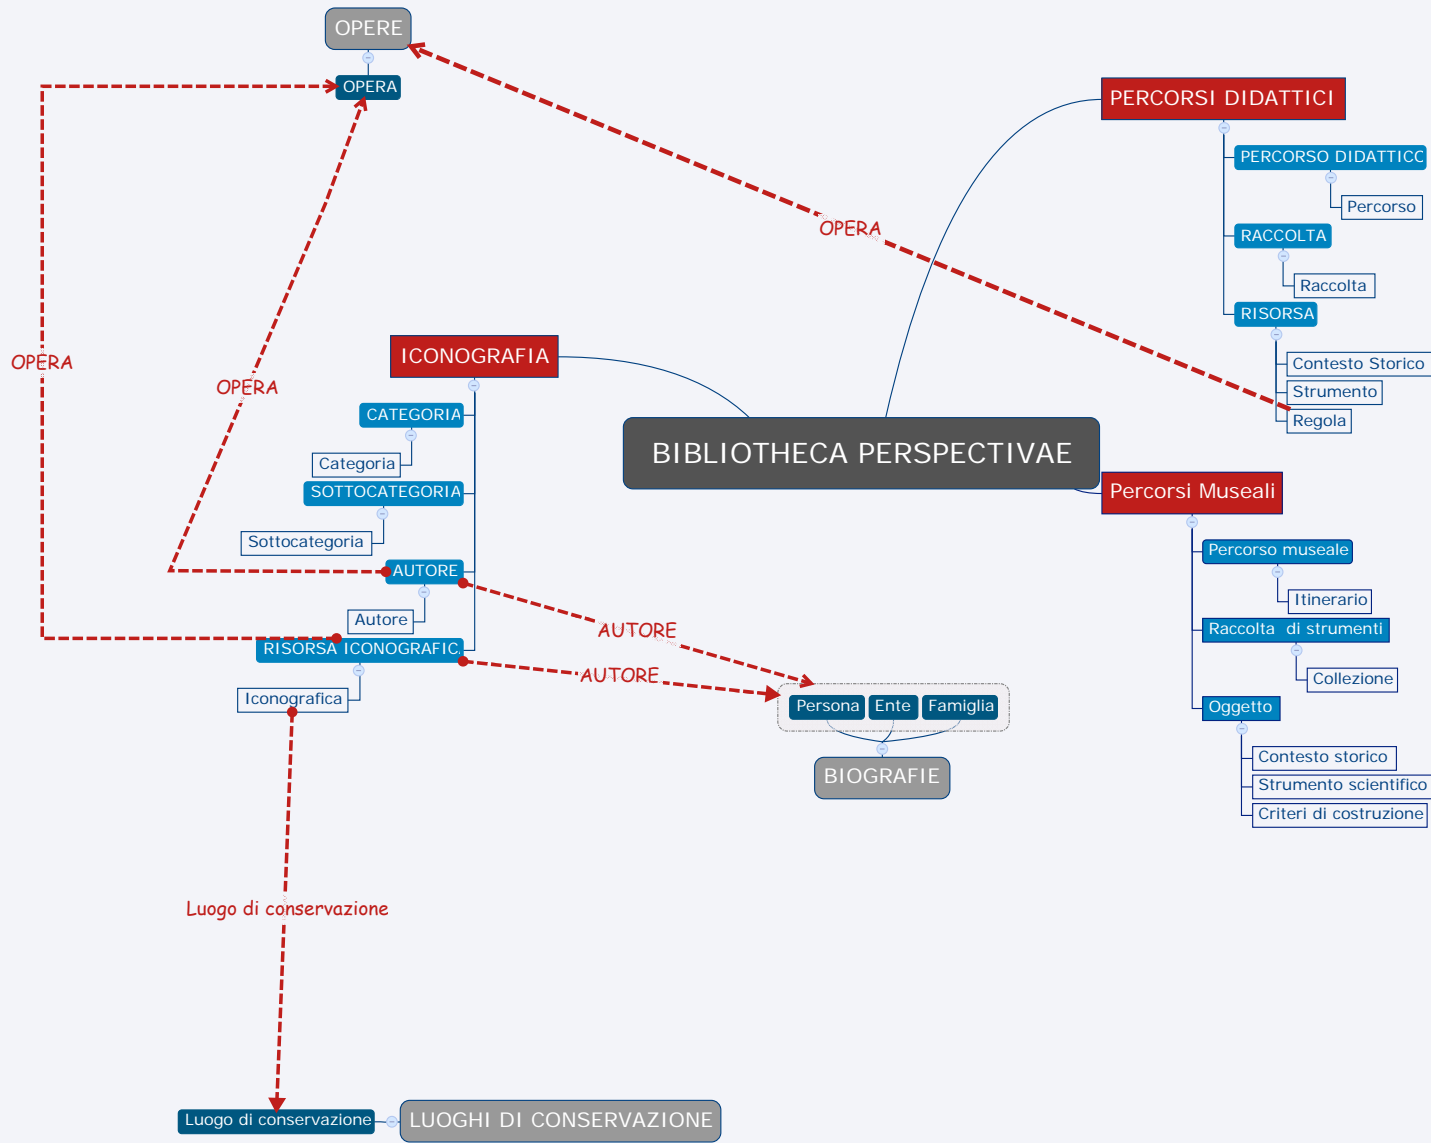 OPERE
OPERA
PERCORSI DIDATTICI
PERCORSO DIDATTICO
Percorso
OPERA
RACCOLTA
Raccolta
RISORSA
Contesto Storico
Strumento
Regola
OPERA
OPERA
ICONOGRAFIA
CATEGORIA
Categoria
SOTTOCATEGORIA
Sottocategoria
AUTORE
Autore
RISORSA ICONOGRAFIC
Iconografica
BIBLIOTHECA PERSPECTIVAE
Percorsi Museali
Percorso museale
Itinerario
Raccolta di strumenti
Collezione
Oggetto
Contesto storico
Strumento scientifico
Criteri di costruzione
AUTORE
AUTORE
Persona
Ente
Famiglia
BIOGRAFIE
Luogo di conservazione
Luogo di conservazione
LUOGHI DI CONSERVAZIONE